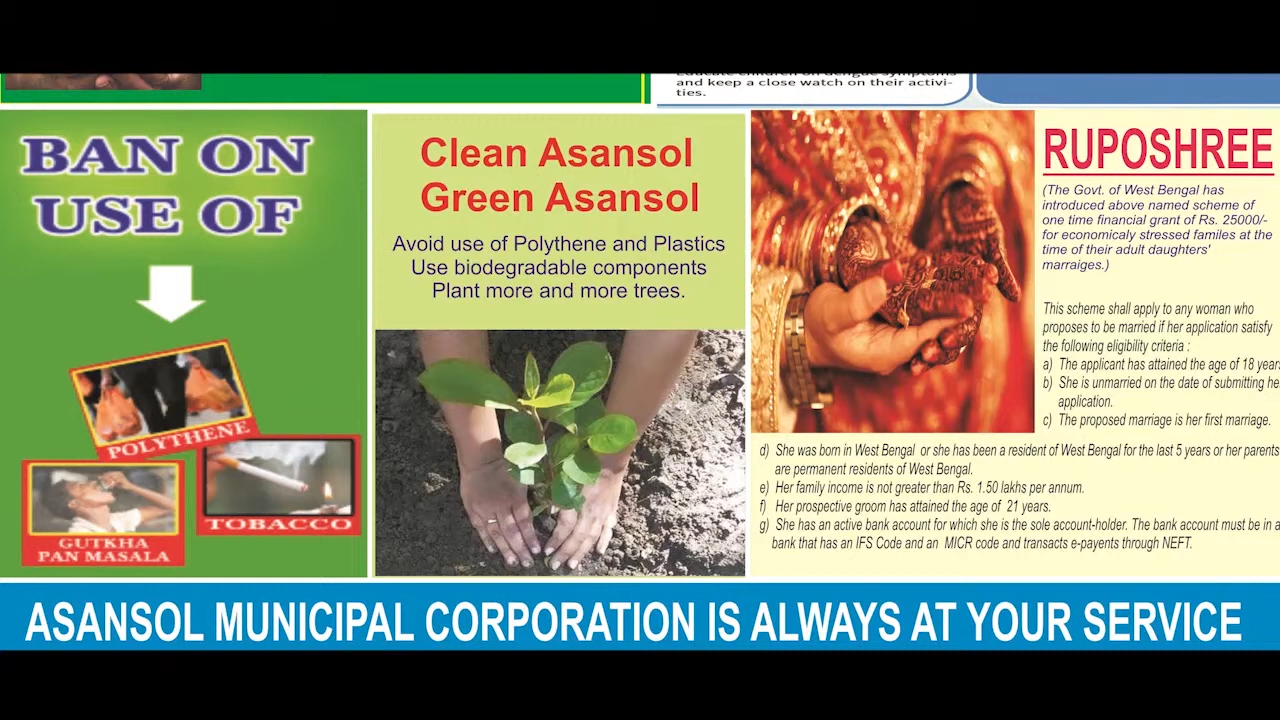 Educate children on dengue symptoms
and keep a close watch on their activi-
ties.
BAN ON
USE OF
POLYTHENE
TOBACCO
GUTKHA
PAN MASALA
Clean Asansol
Green Asansol
Avoid use of Polythene and Plastics
Use biodegradable components
Plant more and more trees.
RUPOSHREE
(The Govt. of West Bengal has
introduced above named scheme of
one time financial grant of Rs. 25000/-
for economicaly stressed familes at the
time of their adult daughters'
marraiges.)
This scheme shall apply to any woman who
proposes to be married if her application satisfy
the following eligibility criteria :
a) The applicant has attained the age of 18 years
b) She is unmarried on the date of submitting he
application.
c) The proposed marriage is her first marriage.
d) She was born in West Bengal or she has been a resident of West Bengal for the last 5 years or her parents
are permanent residents of West Bengal.
e) Her family income is not greater than Rs. 1.50 lakhs per annum.
f) Her prospective groom has attained the age of 21 years.
g) She has an active bank account for which she is the sole account-holder. The bank account must be in a
bank that has an IFS Code and an MICR code and transacts e-payents through NEFT.
ASANSOL MUNICIPAL CORPORATION IS ALWAYS AT YOUR SERVICE